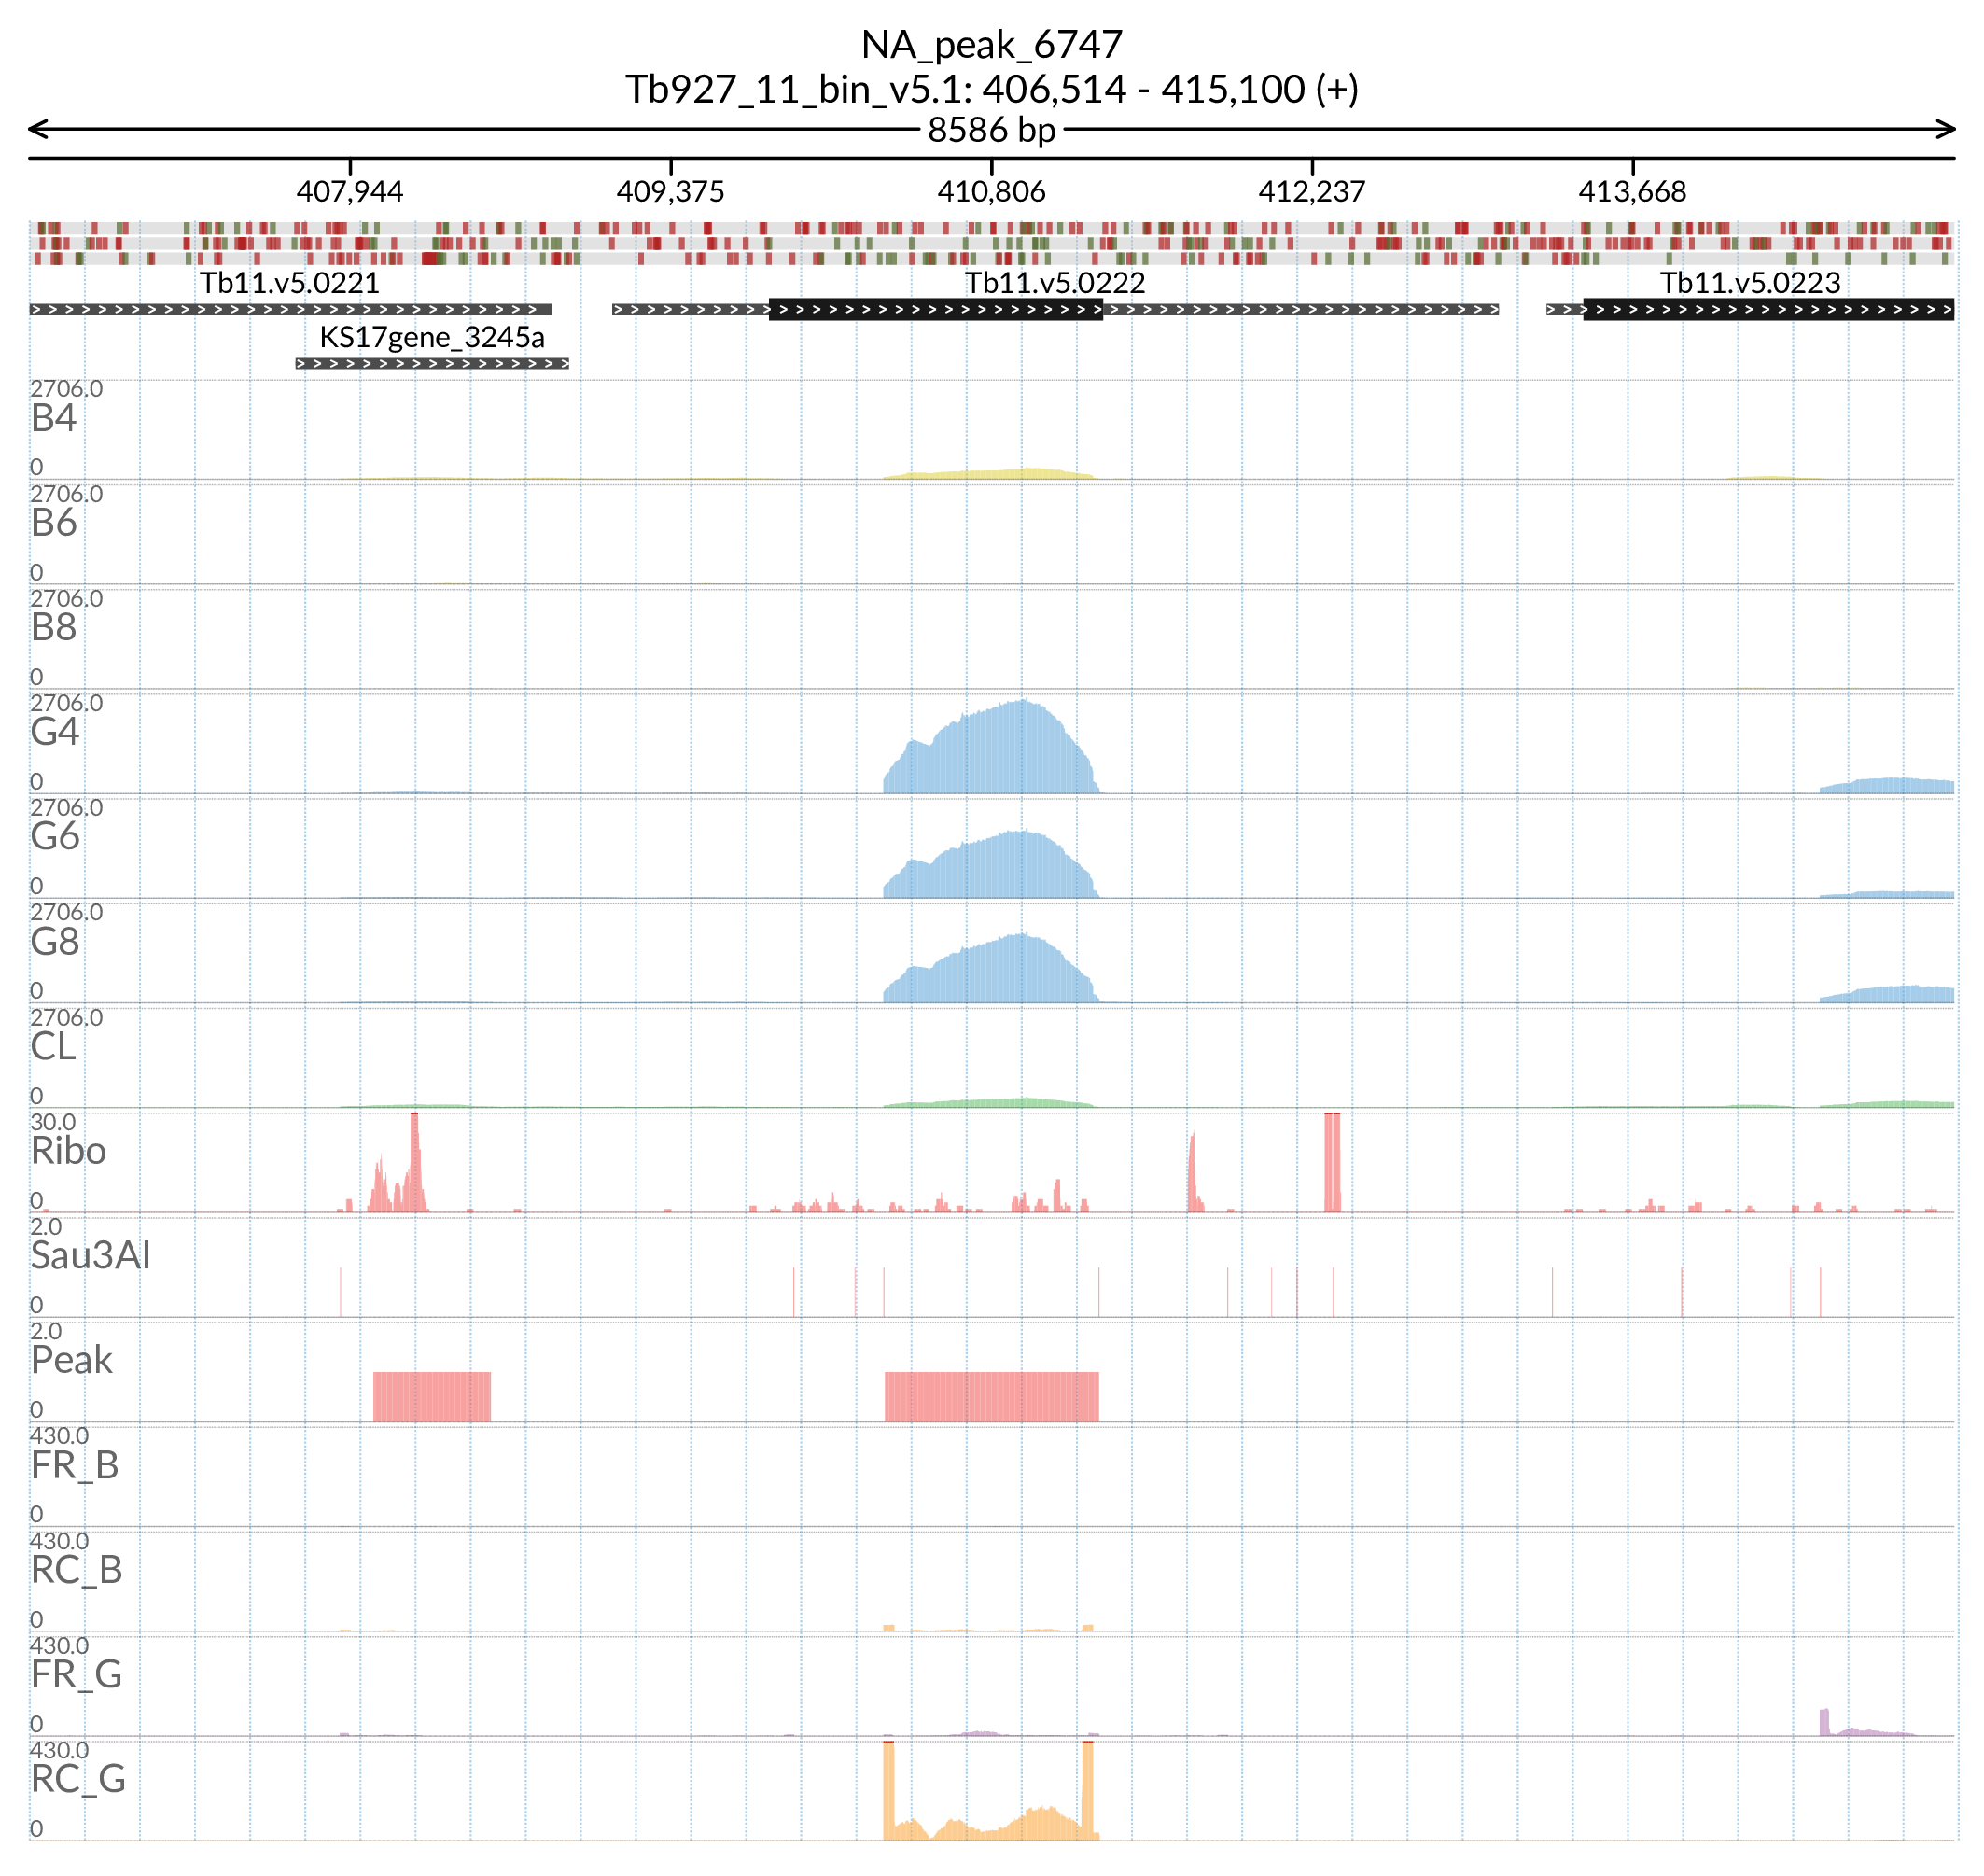 NA_peak_6747
Tb927_11_bin_v5.1: 406,514 - 415,100 (+)
8586 bp
407,944 409,375 410,806 412,237 413,668
Tb11.v5.0221 Tb11.v5.0222 Tb11.v5.0223
KS17gene_3245a
2706.0
B4
0
2706.0
B6
0
2706.0
B8
0
2706.0
G4
0
2706.0
G6
0
2706.0
G8
0
2706.0
CL
0
30.0
Ribo
0
2.0
Sau3AI
0
2.0
Peak
0
430.0
FR_B
0
430.0
RC_B
0
430.0
FR_G
0
430.0
RC_G
0